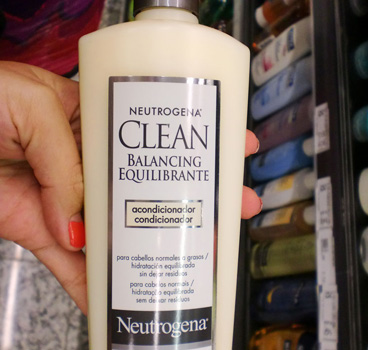 NEUTROGENA®
CLEAN
BALANCING
EQUILIBRANTE
acondicionador
condicionador
para cabellos normales a grasos /
hidratación equilibrada
sin dejar residuos
para cabelos normais /
hidratação equilibrada
sem deixar resíduos
Neutrogena®